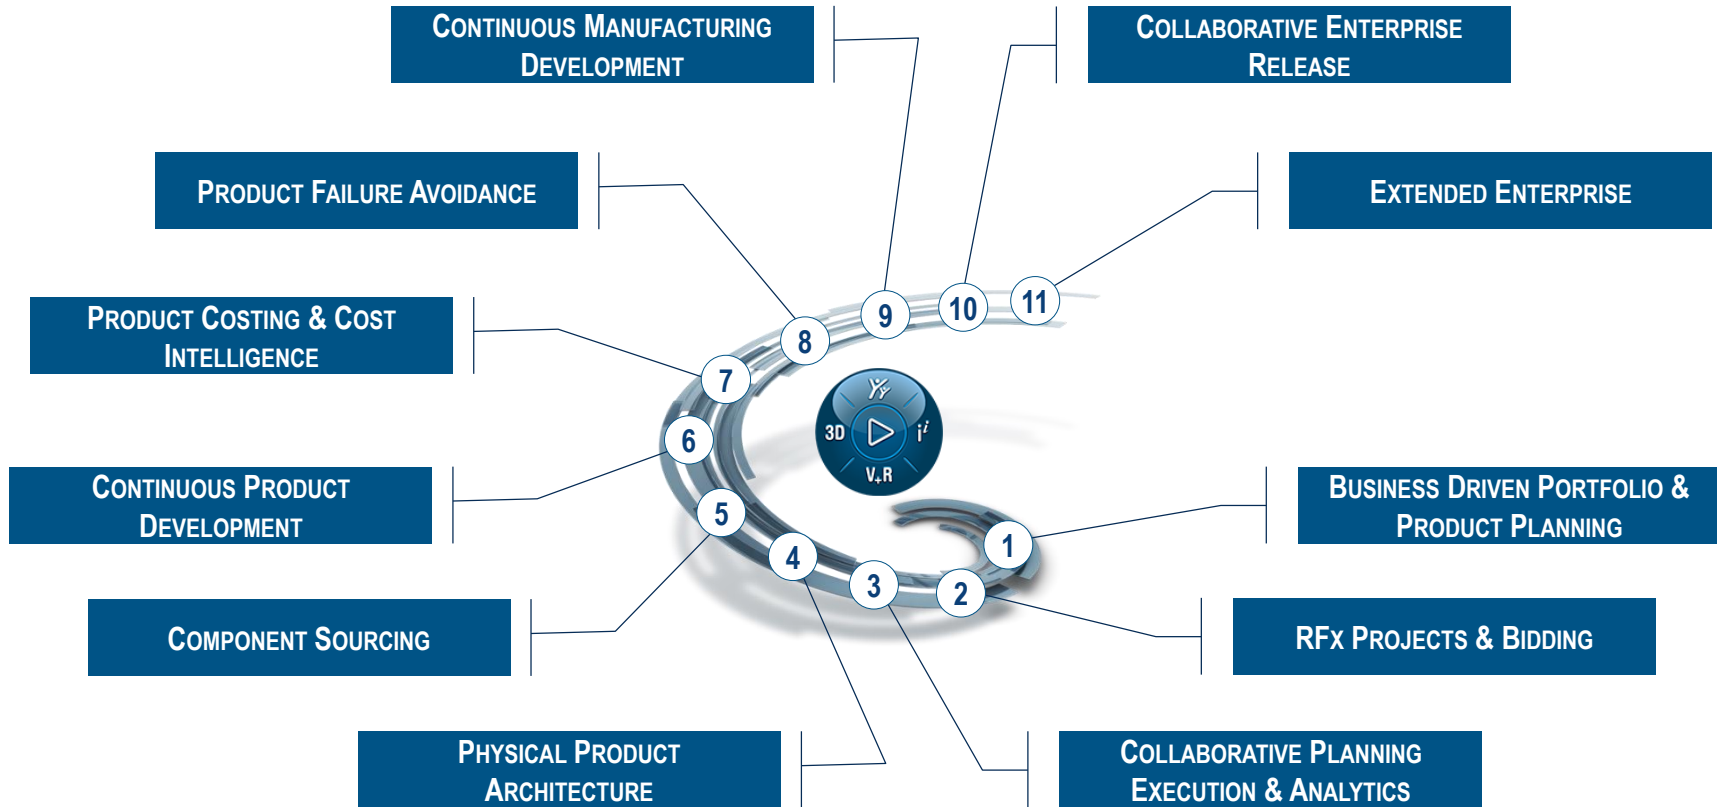 CONTINUOUS MANUFACTURING
DEVELOPMENT
COLLABORATIVE ENTERPRISE
RELEASE
PRODUCT FAILURE AVOIDANCE
EXTENDED ENTERPRISE
PRODUCT COSTING & COST
INTELLIGENCE
CONTINUOUS PRODUCT
DEVELOPMENT
BUSINESS DRIVEN PORTFOLIO &
PRODUCT PLANNING
COMPONENT SOURCING
RFX PROJECTS & BIDDING
PHYSICAL PRODUCT
ARCHITECTURE
COLLABORATIVE PLANNING
EXECUTION & ANALYTICS
11
10
9
8
7
6
5
4
3
2
1
3D
i^i
V+R